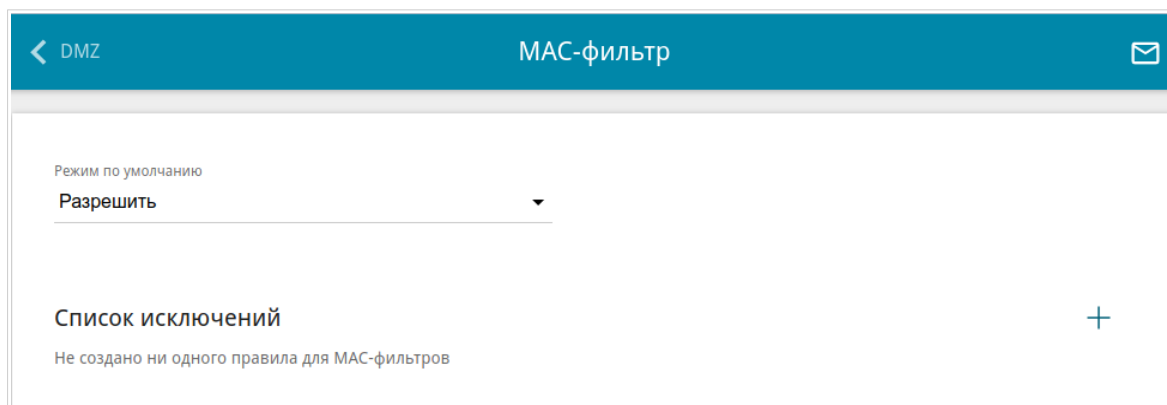 DMZ
MAC-фильтр
Режим по умолчанию
Разрешить
Список исключений
Не создано ни одного правила для MAC-фильтров